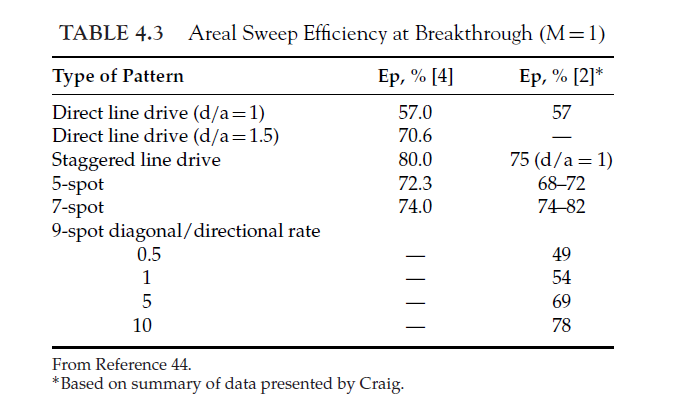 TABLE 4.3 Areal Sweep Efficiency at Breakthrough (M=1)
Type of Pattern Ep, % [4] Ep, % [2]*
Direct line drive (d/a=1) 57.0 57
Direct line drive (d/a=1.5) 70.6 —
Staggered line drive 80.0 75 (d/a = 1)
5-spot 72.3 68–72
7-spot 74.0 74–82
9-spot diagonal/directional rate
0.5 — 49
1 — 54
5 — 69
10 — 78
From Reference 44.
*Based on summary of data presented by Craig.